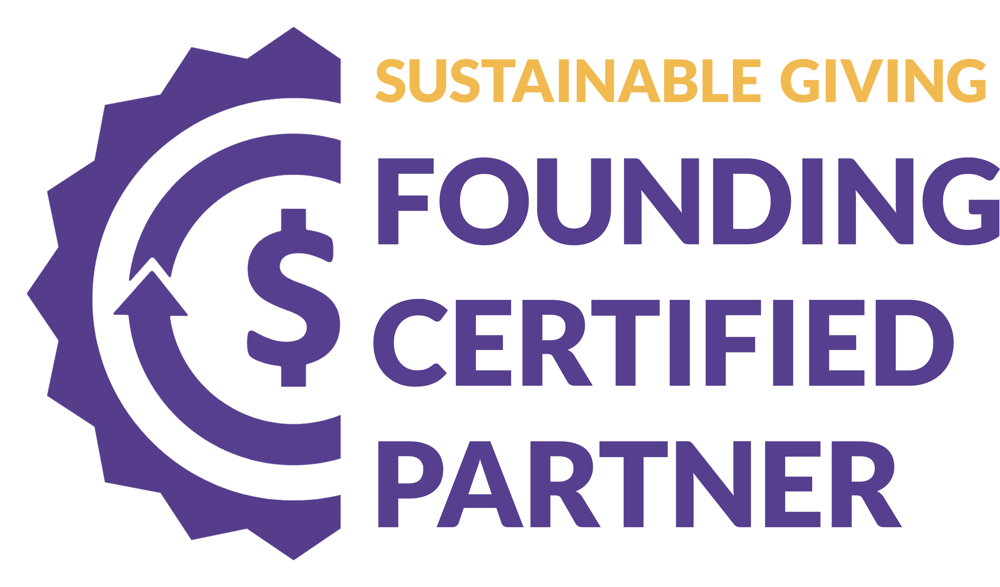 SUSTAINABLE GIVING
FOUNDING
CERTIFIED
PARTNER
$